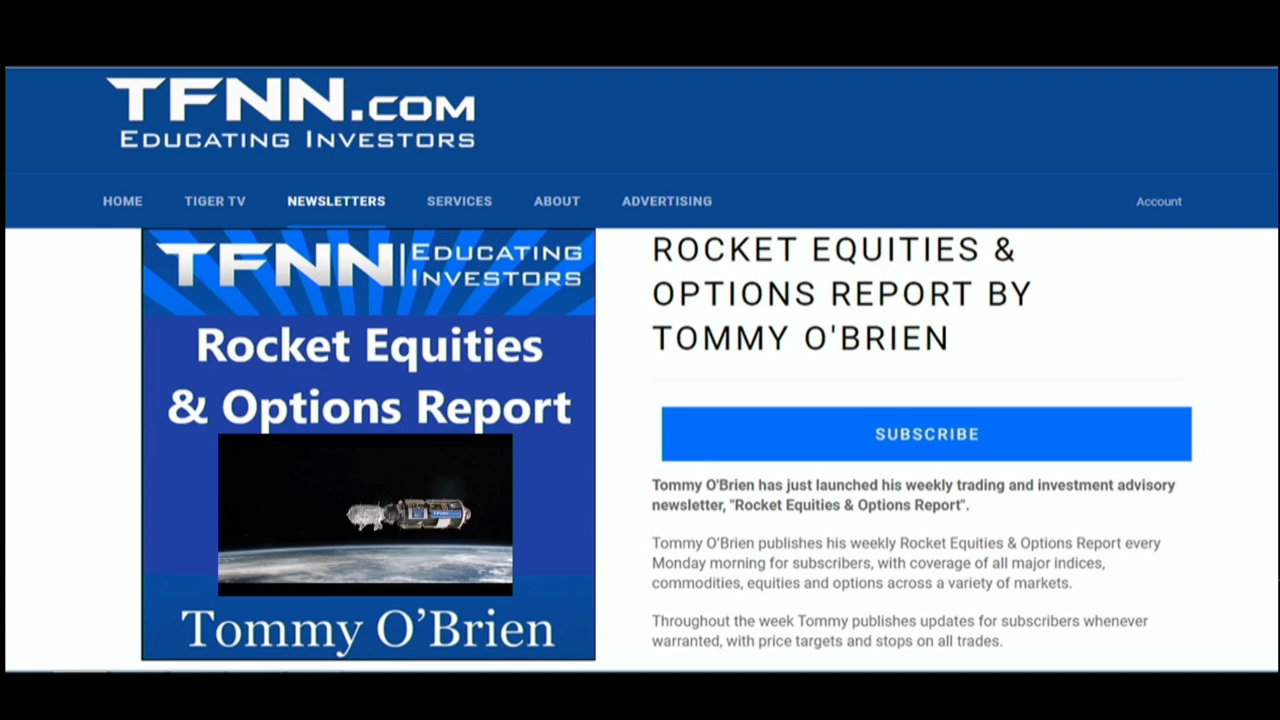 TFNN.COM
EDUCATING INVESTORS
HOME TIGER TV NEWSLETTERS SERVICES ABOUT ADVERTISING Account
TFNN EDUCATING
INVESTORS
Rocket Equities
& Options Report
Tommy O’Brien
ROCKET EQUITIES &
OPTIONS REPORT BY
TOMMY O'BRIEN
SUBSCRIBE
Tommy O'Brien has just launched his weekly trading and investment advisory
newsletter, "Rocket Equities & Options Report".
Tommy O'Brien publishes his weekly Rocket Equities & Options Report every
Monday morning for subscribers, with coverage of all major indices,
commodities, equities and options across a variety of markets.
Throughout the week Tommy publishes updates for subscribers whenever
warranted, with price targets and stops on all trades.